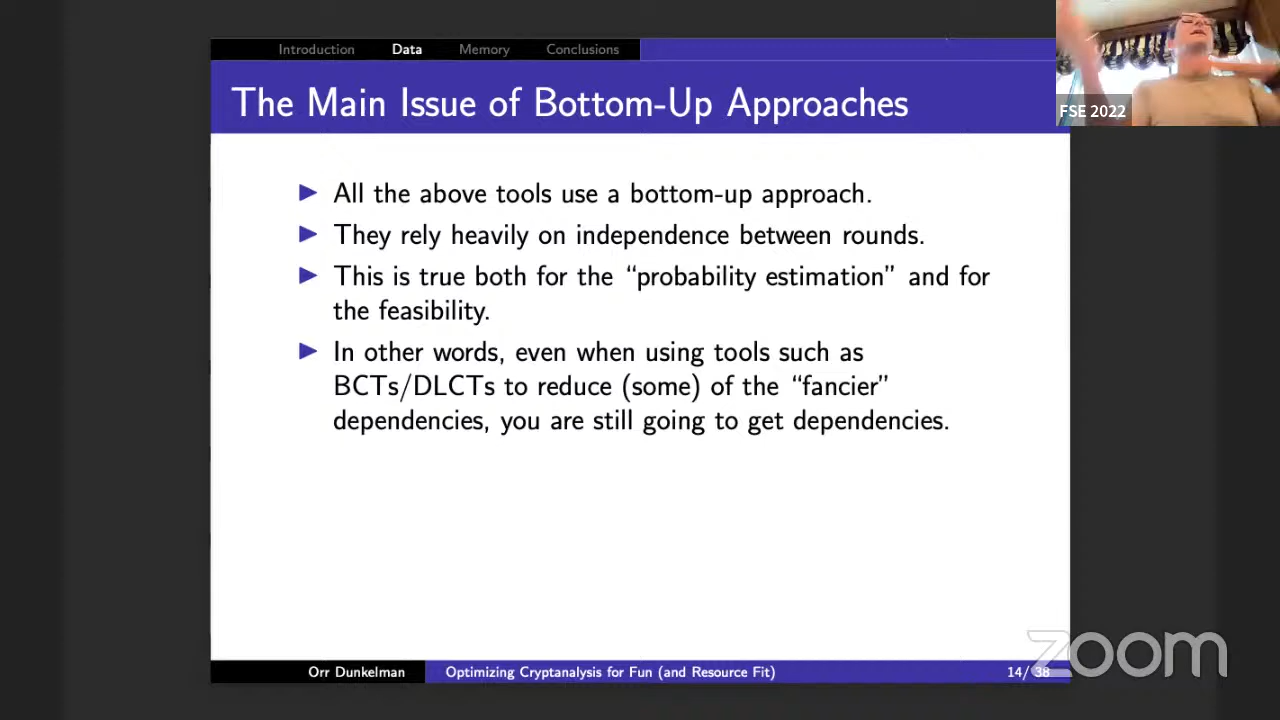 Introduction Data Memory Conclusions
The Main Issue of Bottom-Up Approaches
FSE 2022
All the above tools use a bottom-up approach.
They rely heavily on independence between rounds.
This is true both for the “probability estimation” and for
the feasibility.
In other words, even when using tools such as
BCTs/DLCTs to reduce (some) of the “fancier”
dependencies, you are still going to get dependencies.
Orr Dunkelman Optimizing Cryptanalysis for Fun (and Resource Fit) 14/38
zoom